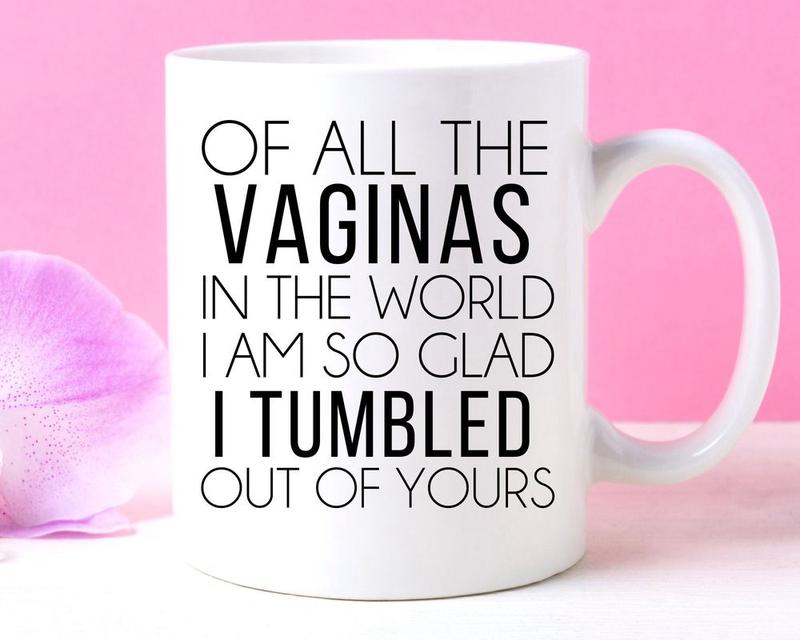 OF ALL THE
VAGINAS
IN THE WORLD
I AM SO GLAD
I TUMBLED
OUT OF YOURS